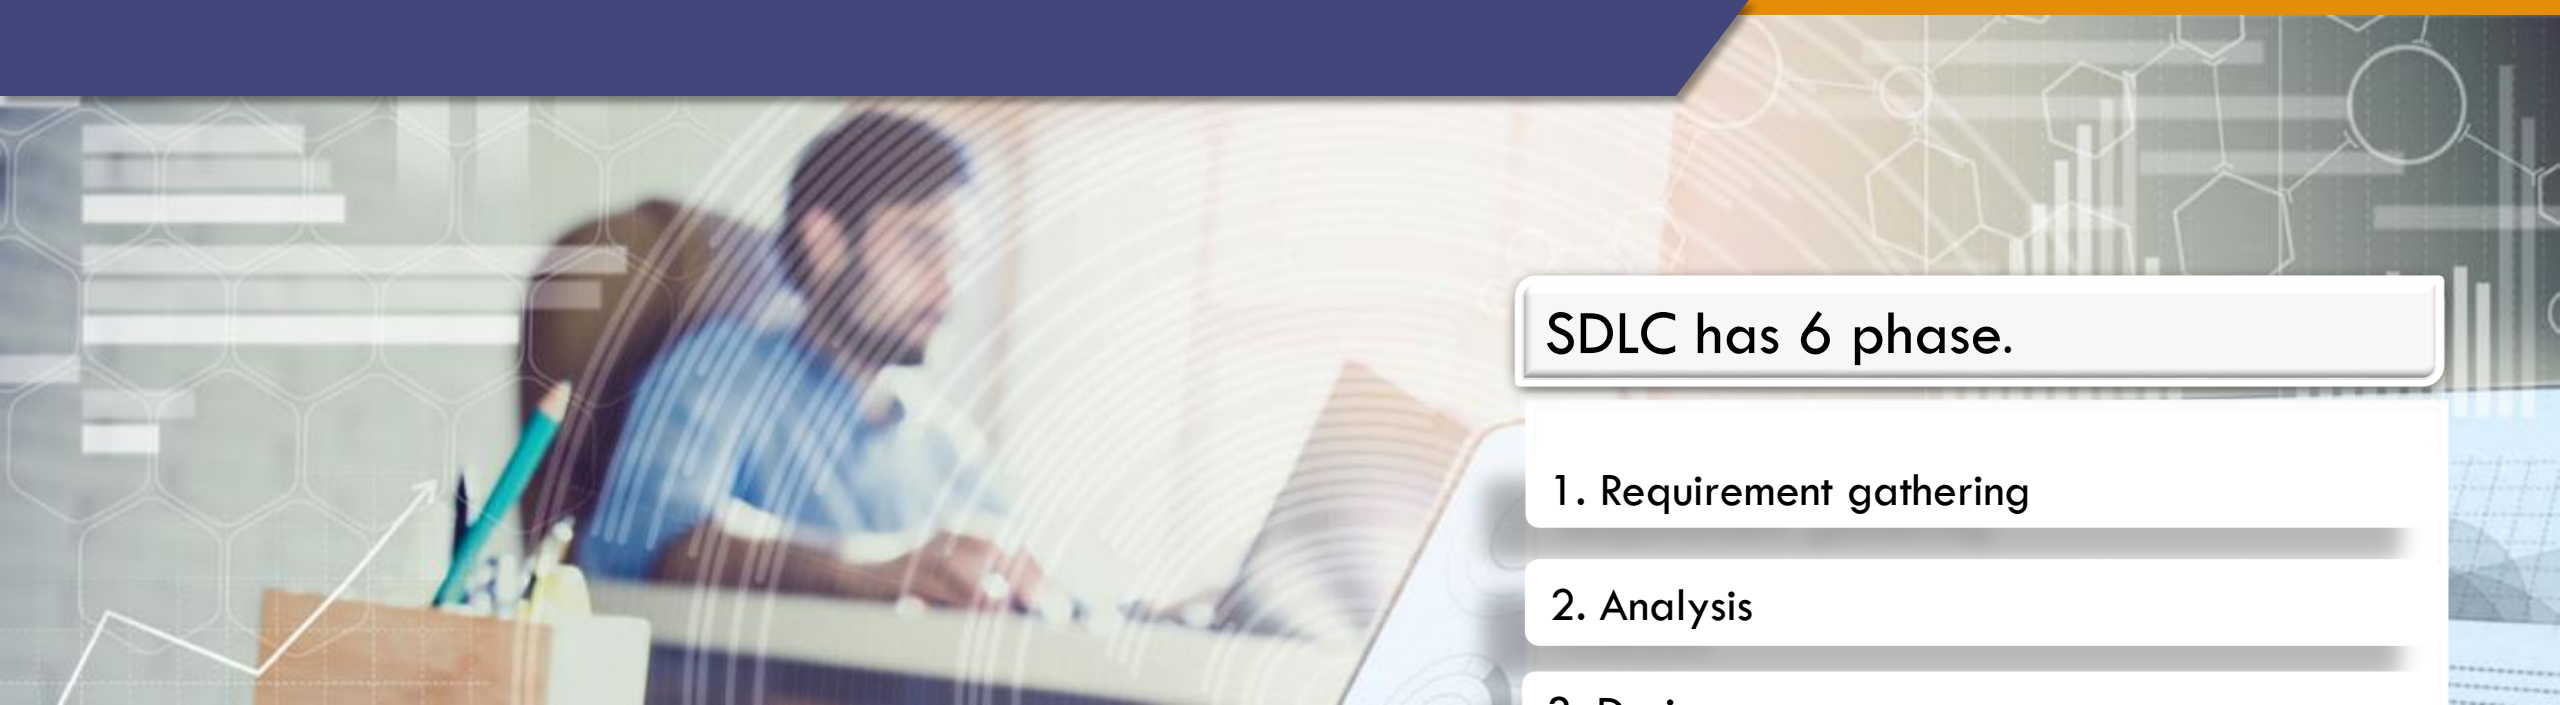 SDLC has 6 phase.
1. Requirement gathering
2. Analysis